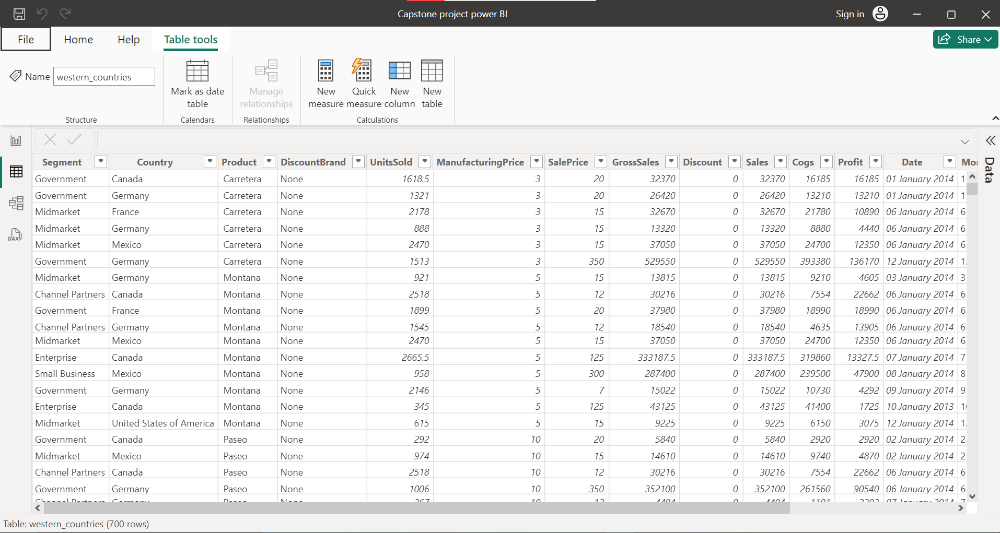 Capstone project power BI
Sign in
File Home Help Table tools
Share
Name western_countries
Mark as date table
Manage relationships
New measure
Quick measure
New column
New table
Structure Calendars Relationships Calculations
Data
DAX
Segment Country Product DiscountBrand UnitsSold ManufacturingPrice SalePrice GrossSales Discount Sales Cogs Profit Date
Government Canada Carretera None 1618.5 3 20 32370 0 32370 16185 16185 01 January 2014 1
Government Germany Carretera None 1321 3 20 26420 0 26420 13210 13210 01 January 2014 1
Midmarket France Carretera None 2178 3 15 32670 0 32670 21780 10890 06 January 2014 6
Midmarket Germany Carretera None 888 3 15 13320 0 13320 8880 4440 06 January 2014 6
Midmarket Mexico Carretera None 2470 3 15 37050 0 37050 24700 12350 06 January 2014 6
Government Germany Carretera None 1513 3 350 529550 0 529550 393380 136170 12 January 2014
Midmarket Germany Montana None 921 5 15 13815 0 13815 9210 4605 03 January 2014 3
Channel Partners Canada Montana None 2518 5 12 30216 0 30216 7554 22662 06 January 2014 6
Government France Montana None 1899 5 20 37980 0 37980 18990 18990 06 January 2014 6
Channel Partners Germany Montana None 1545 5 12 18540 0 18540 4635 13905 06 January 2014 6
Midmarket Mexico Montana None 2470 5 15 37050 0 37050 24700 12350 06 January 2014 6
Enterprise Canada Montana None 2665.5 5 125 333187.5 0 333187.5 319860 13327.5 07 January 2014 7
Small Business Mexico Montana None 958 5 300 287400 0 287400 239500 47900 08 January 2014 8
Government Germany Montana None 2146 5 7 15022 0 15022 10730 4292 09 January 2014 9
Enterprise Canada Montana None 345 5 125 43125 0 43125 41400 1725 10 January 2013
Midmarket United States of America Montana None 615 5 15 9225 0 9225 6150 3075 12 January 2014
Government Canada Paseo None 292 10 20 5840 0 5840 2920 2920 02 January 2014 2
Midmarket Mexico Paseo None 974 10 15 14610 0 14610 9740 4870 02 January 2014 2
Channel Partners Canada Paseo None 2518 10 12 30216 0 30216 7554 22662 06 January 2014 6
Government Germany Paseo None 1006 10 350 352100 0 352100 261560 90540 06 January 2014 6
Table: western_countries (700 rows)